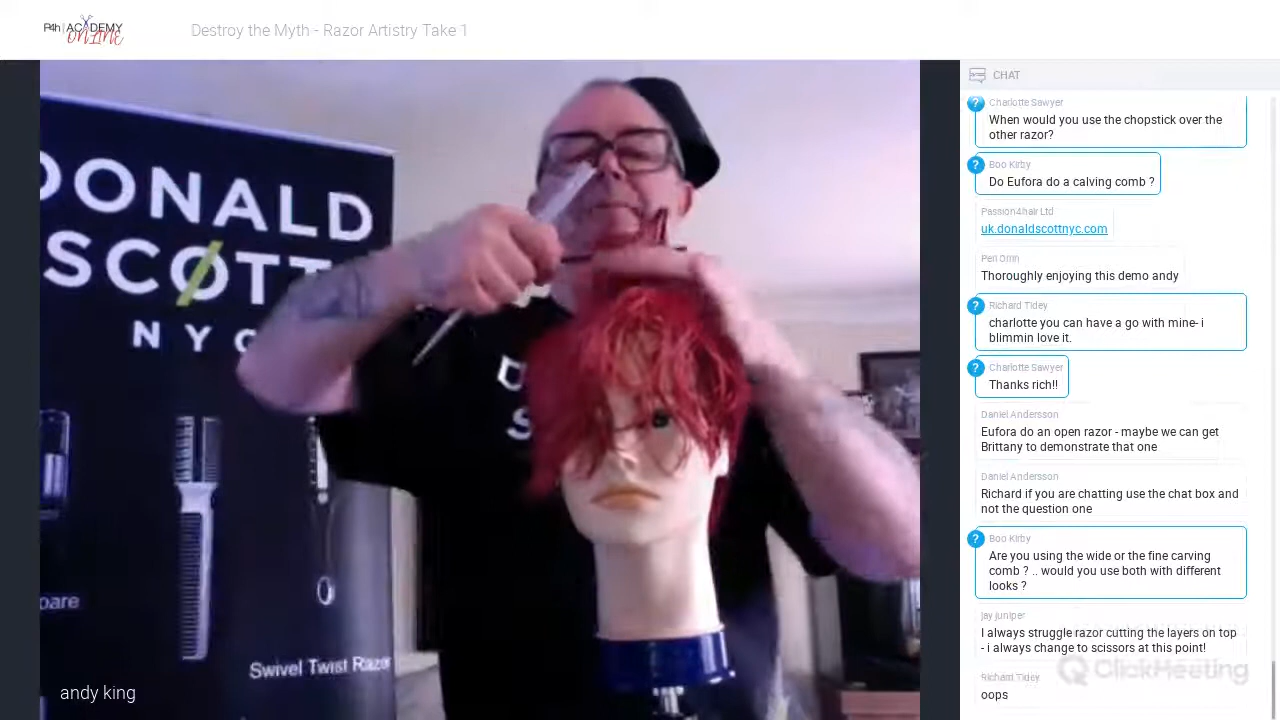 P4h ACADEMY
ONLINE
Destroy the Myth - Razor Artistry Take 1
DONALD
SCOTT
NYC
Swivel Twist Razor
andy king
CHAT
Charlotte Sawyer
When would you use the chopstick over the
other razor?
Boo Kirby
Do Eufora do a calving comb ?
Passion4hair Ltd
uk.donaldscottnyc.com
Peri Orrin
Thoroughly enjoying this demo andy
Richard Tidey
charlotte you can have a go with mine- i
blimmin love it.
Charlotte Sawyer
Thanks rich!!
Daniel Andersson
Eufora do an open razor - maybe we can get
Brittany to demonstrate that one
Daniel Andersson
Richard if you are chatting use the chat box and
not the question one
Boo Kirby
Are you using the wide or the fine carving
comb ? .. would you use both with different
looks ?
jay juniper
I always struggle razor cutting the layers on top
- i always change to scissors at this point!
ClickMeeting
Richard Tidey
oops